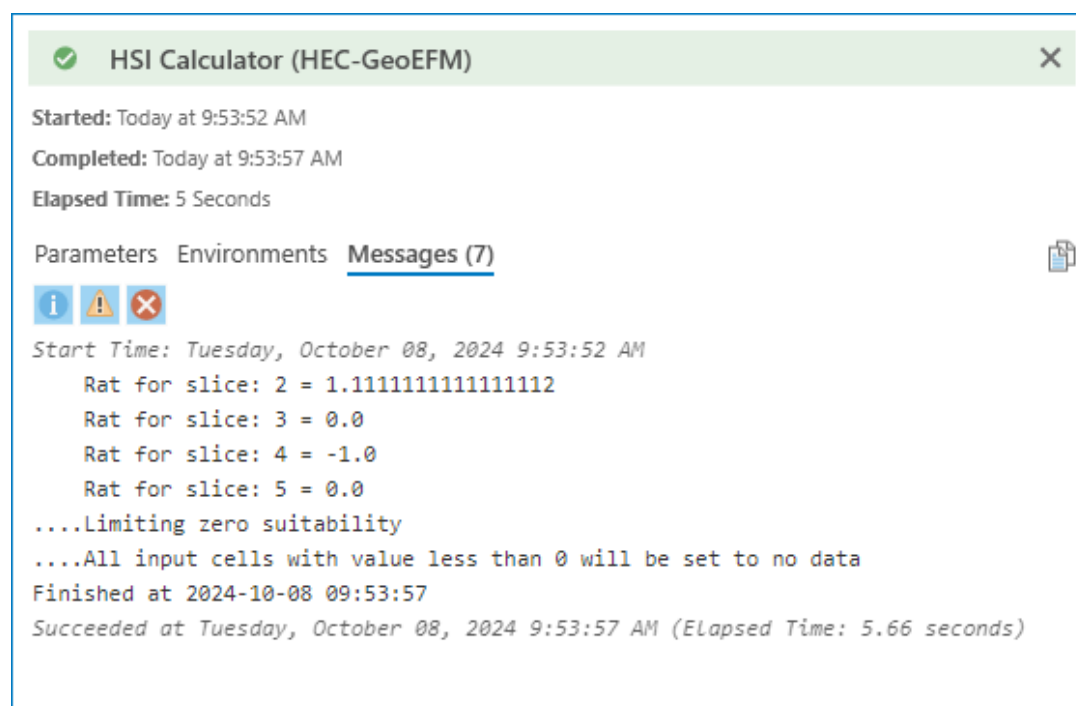 HSI Calculator (HEC-GeoEFM)
Started: Today at 9:53:52 AM
Completed: Today at 9:53:57 AM
Elapsed Time: 5 Seconds
Parameters Environments Messages (7)
Start Time: Tuesday, October 08, 2024 9:53:52 AM
Rat for slice: 2 = 1.1111111111111112
Rat for slice: 3 = 0.0
Rat for slice: 4 = -1.0
Rat for slice: 5 = 0.0
....Limiting zero suitability
....All input cells with value less than 0 will be set to no data
Finished at 2024-10-08 09:53:57
Succeeded at Tuesday, October 08, 2024 9:53:57 AM (Elapsed Time: 5.66 seconds)